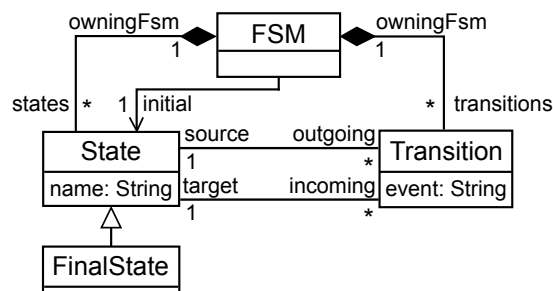 owningFsm FSM owningFsm
1 1
states * 1 initial * transitions
State source outgoing Transition
1 *
name: String target incoming event: String
1 *
FinalState